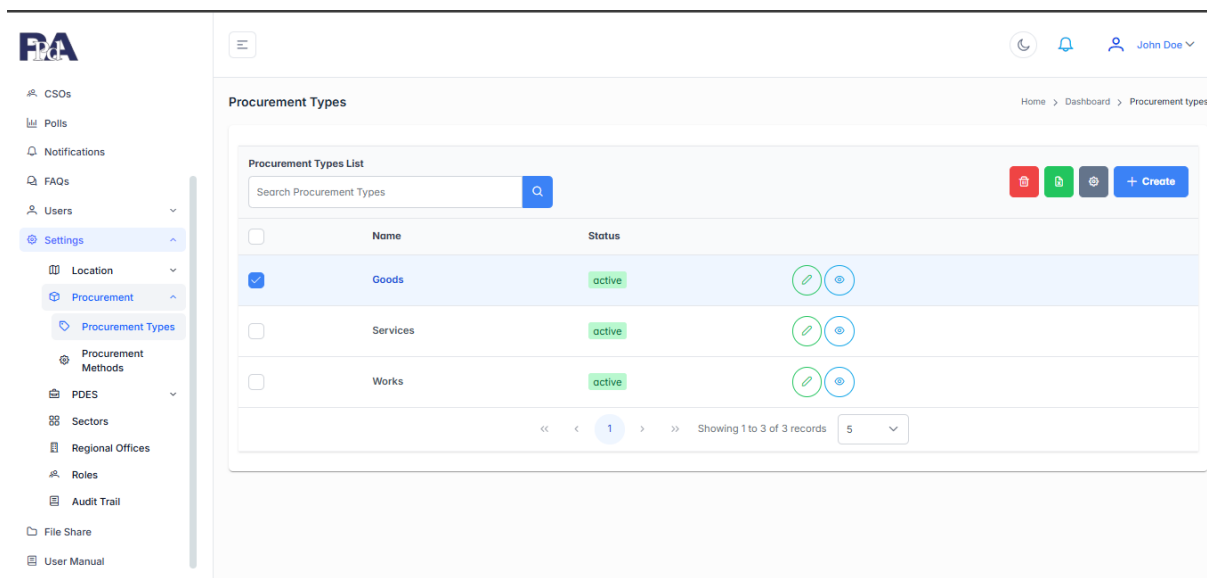 PPdA
John Doe
CSOs
Polls
Notifications
FAQs
Users
Settings
Location
Procurement
Procurement Types
Procurement
Methods
PDES
Sectors
Regional Offices
Roles
Audit Trail
File Share
User Manual
Procurement Types
Home > Dashboard > Procurement types
Procurement Types List
Search Procurement Types
+ Create
Name Status
Goods active
Services active
Works active
<< < 1 > >> Showing 1 to 3 of 3 records 5